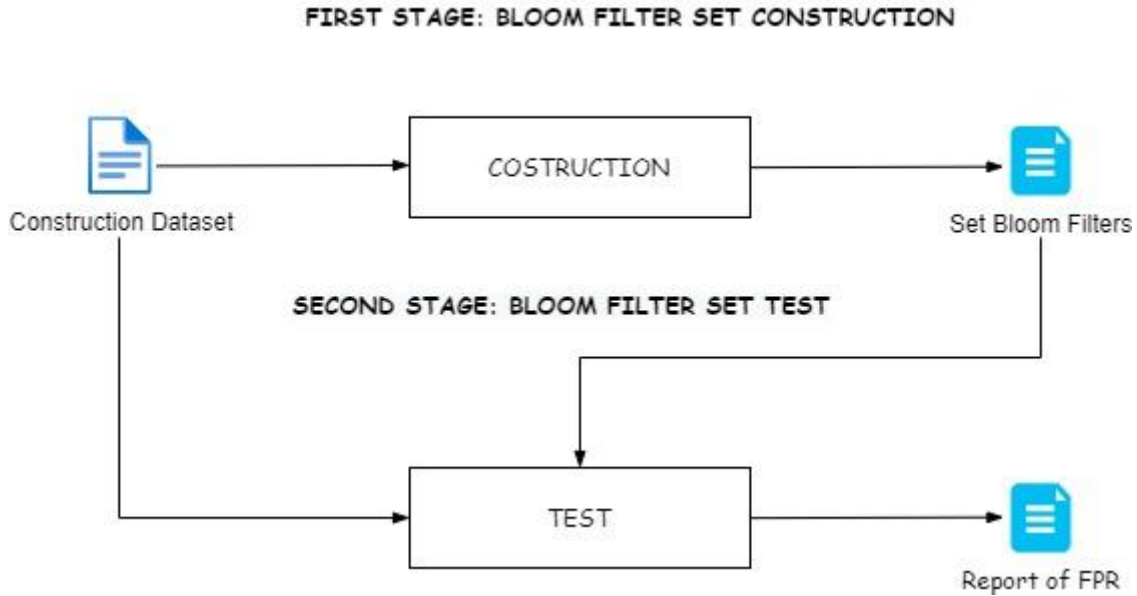 FIRST STAGE: BLOOM FILTER SET CONSTRUCTION
COSTRUCTION
Construction Dataset
Set Bloom Filters
SECOND STAGE: BLOOM FILTER SET TEST
TEST
Report of FPR